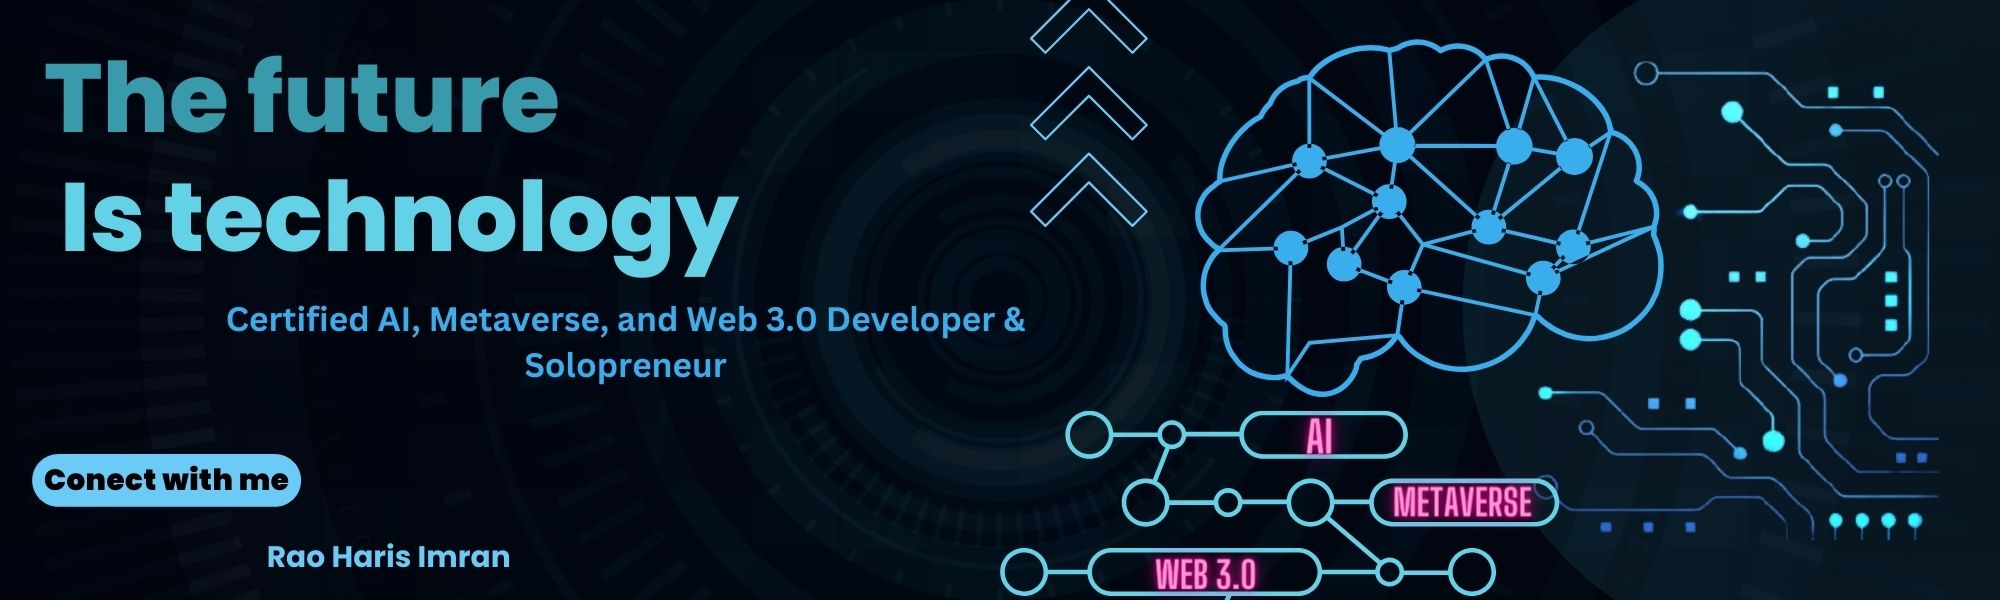 The future
Is technology
Certified AI, Metaverse, and Web 3.0 Developer &
Solopreneur
Conect with me
Rao Haris Imran
AI
METAVERSE
WEB 3.0